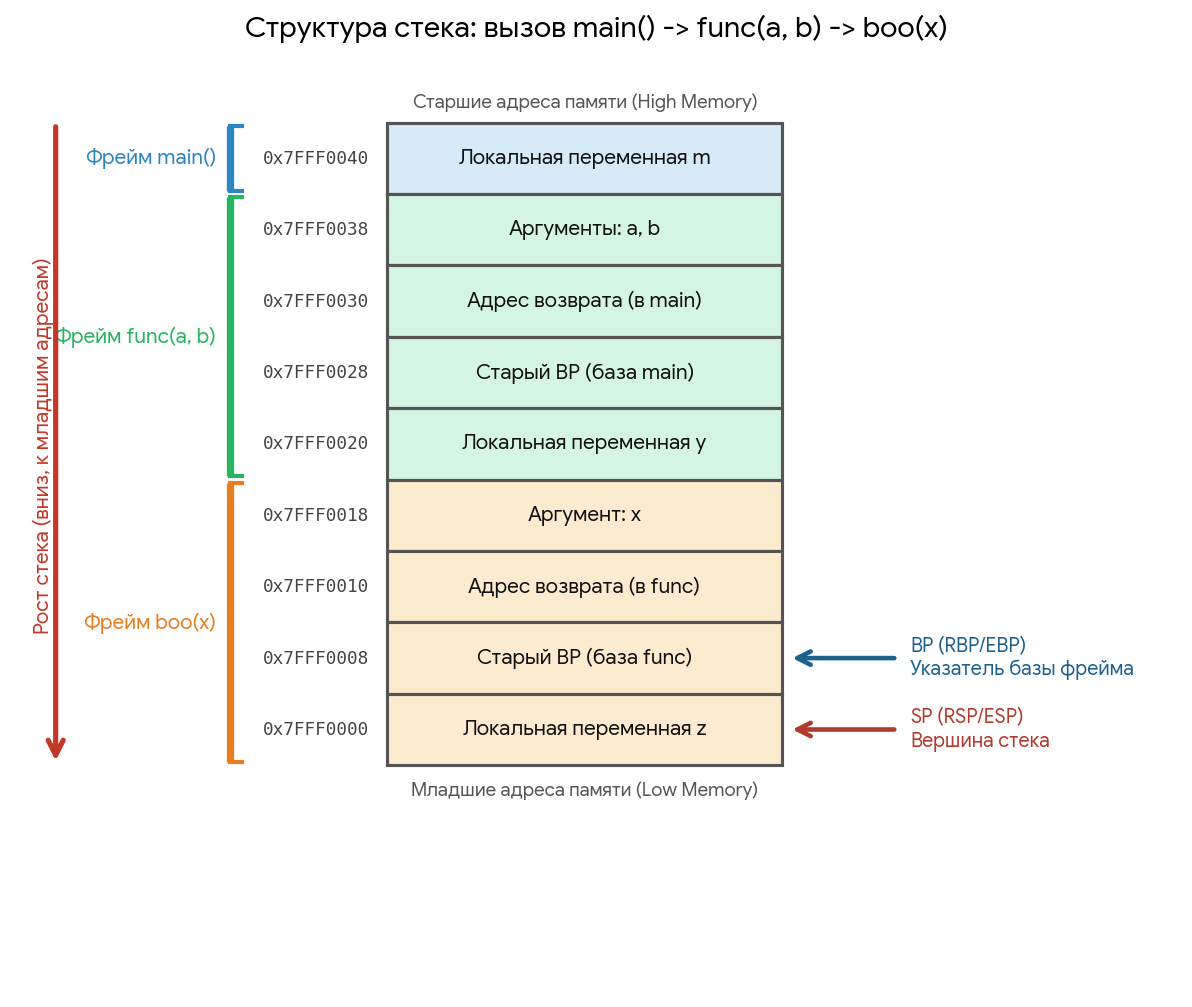 Структура стека: вызов main() -> func(a, b) -> boo(x)
Старшие адреса памяти (High Memory)
Фрейм main()
0x7FFF0040
Локальная переменная m
0x7FFF0038
Аргументы: a, b
0x7FFF0030
Адрес возврата (в main)
Фрейм func(a, b)
0x7FFF0028
Старый BP (база main)
0x7FFF0020
Локальная переменная y
Рост стека (вниз, к младшим адресам)
0x7FFF0018
Аргумент: x
0x7FFF0010
Адрес возврата (в func)
Фрейм boo(x)
0x7FFF0008
Старый BP (база func)
BP (RBP/EBP)
Указатель базы фрейма
0x7FFF0000
Локальная переменная z
SP (RSP/ESP)
Вершина стека
Младшие адреса памяти (Low Memory)